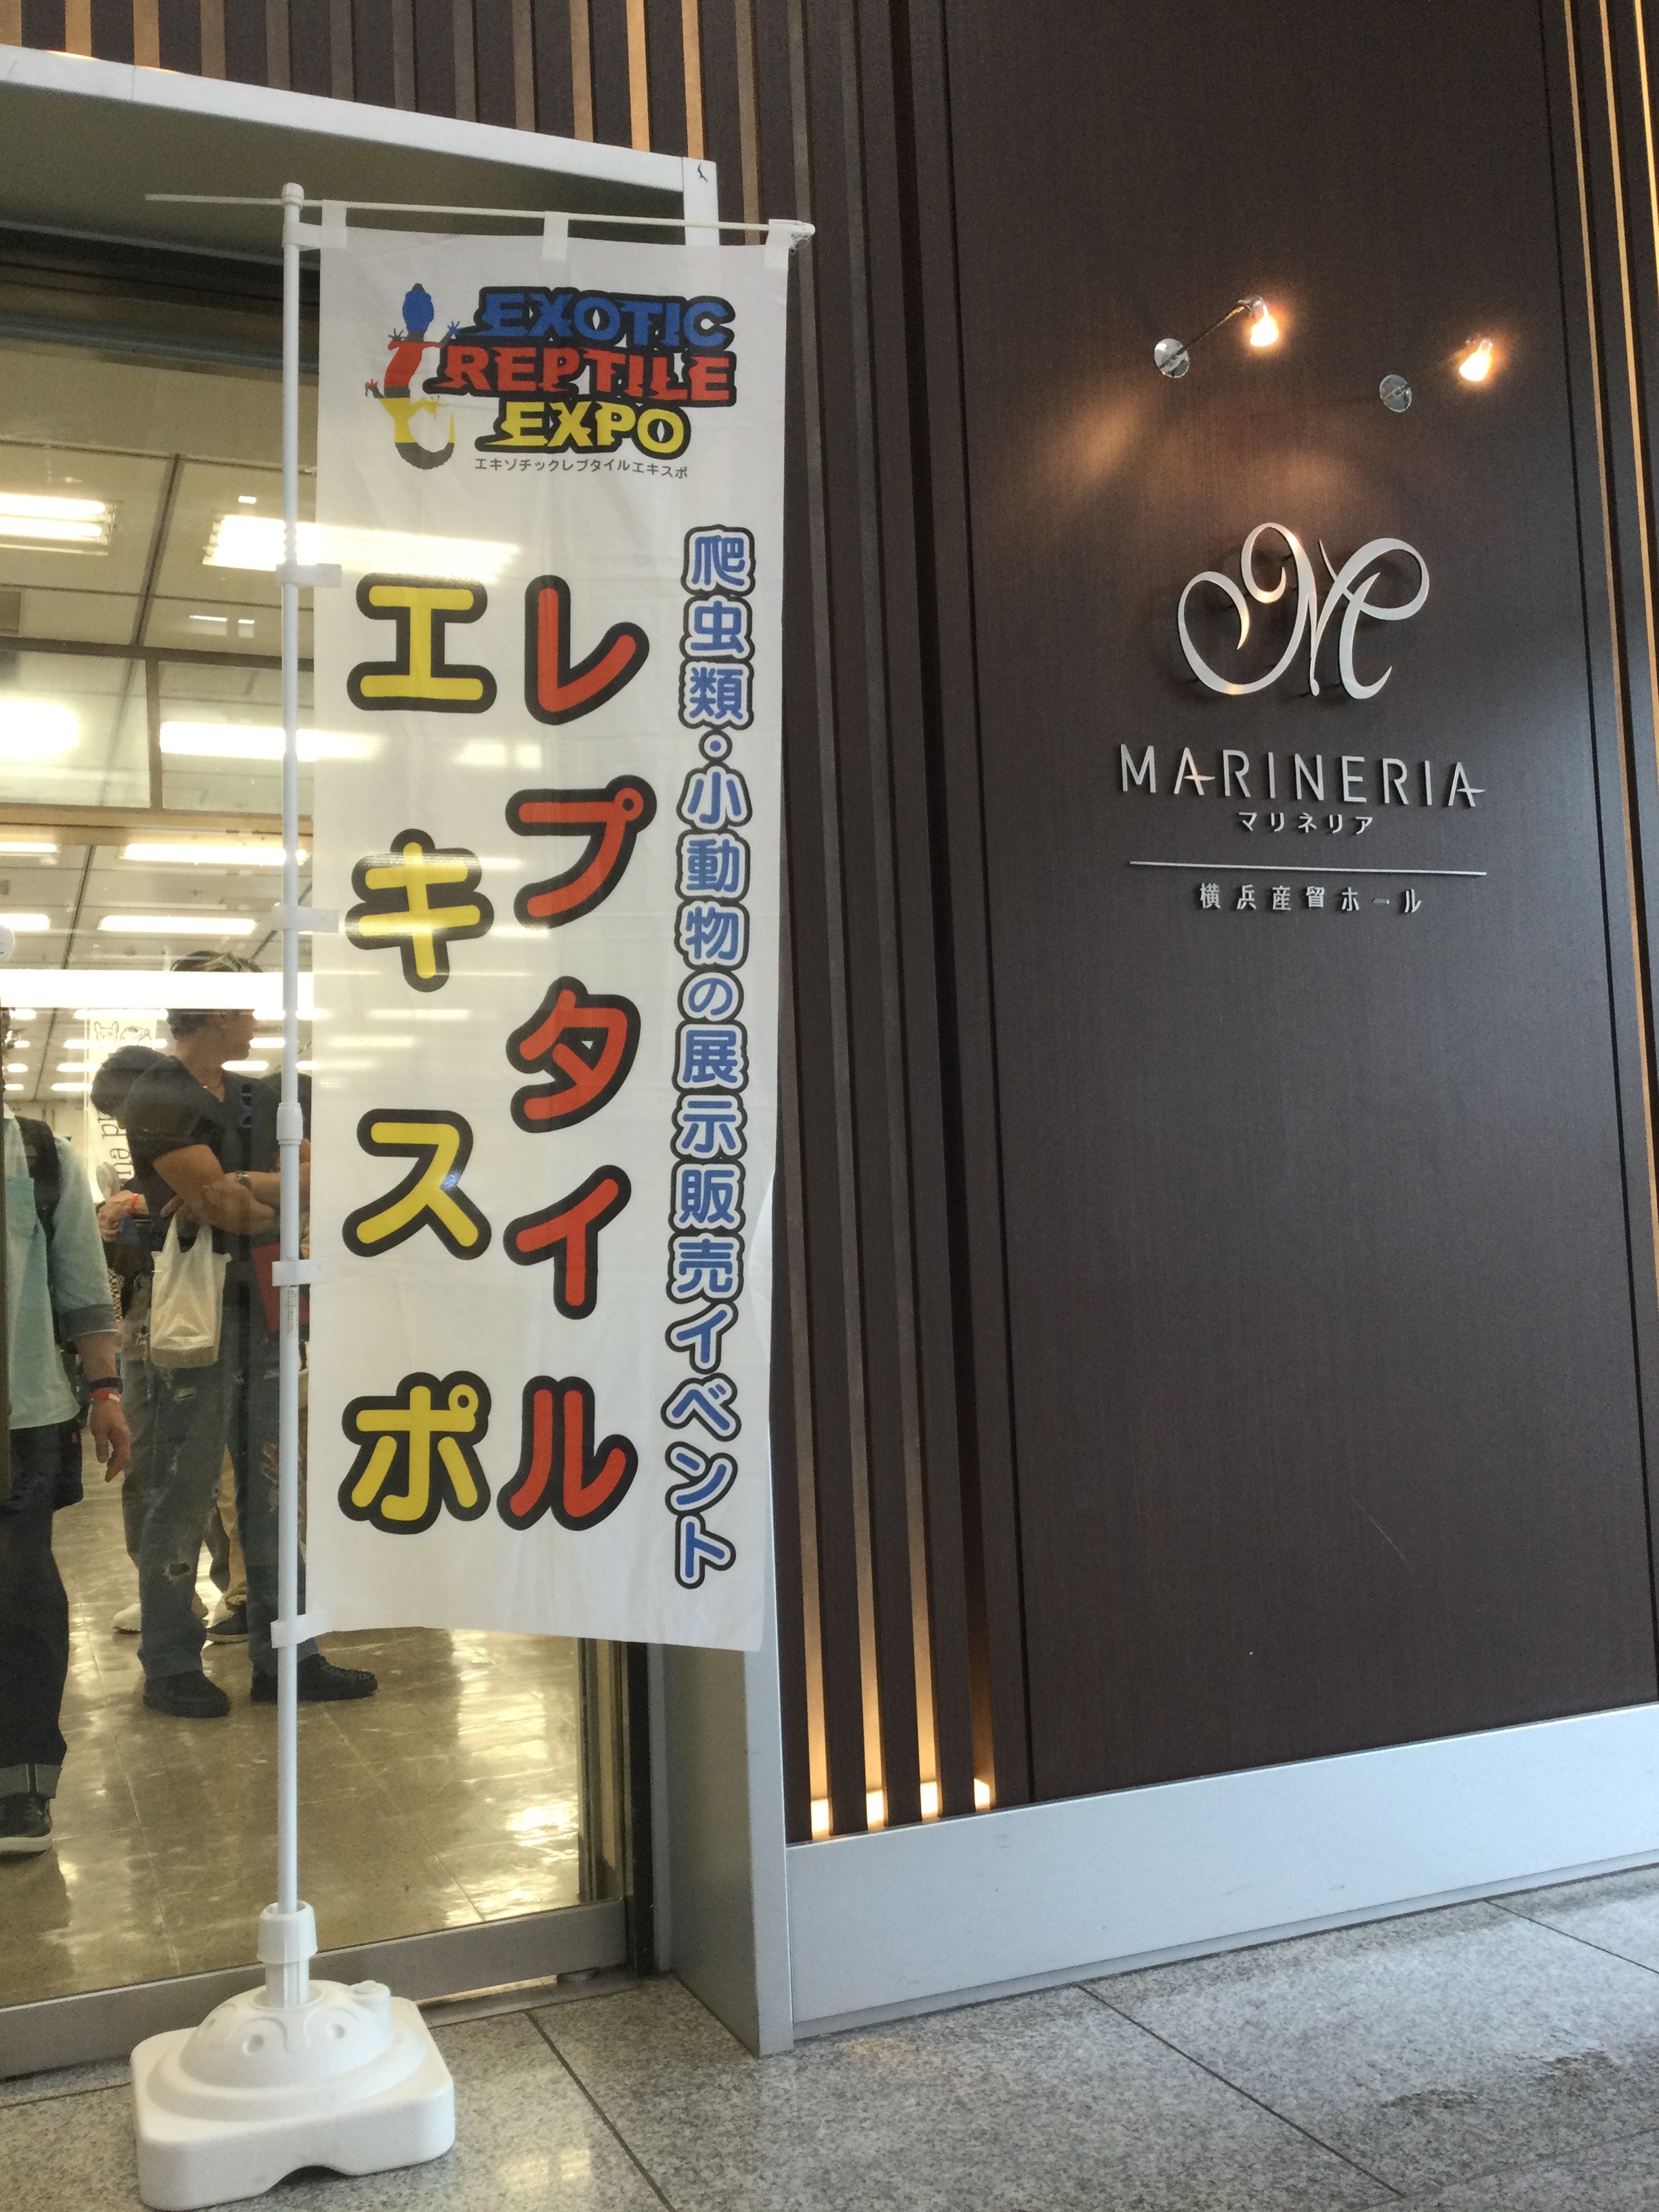 EXOTIC
REPTILE
EXPO
エキゾチックレプタイルエキスポ
爬虫類・小動物の展示販売イベント
レプタイル
エキスポ
MARINERIA
マリネリア
横浜産貿ホール